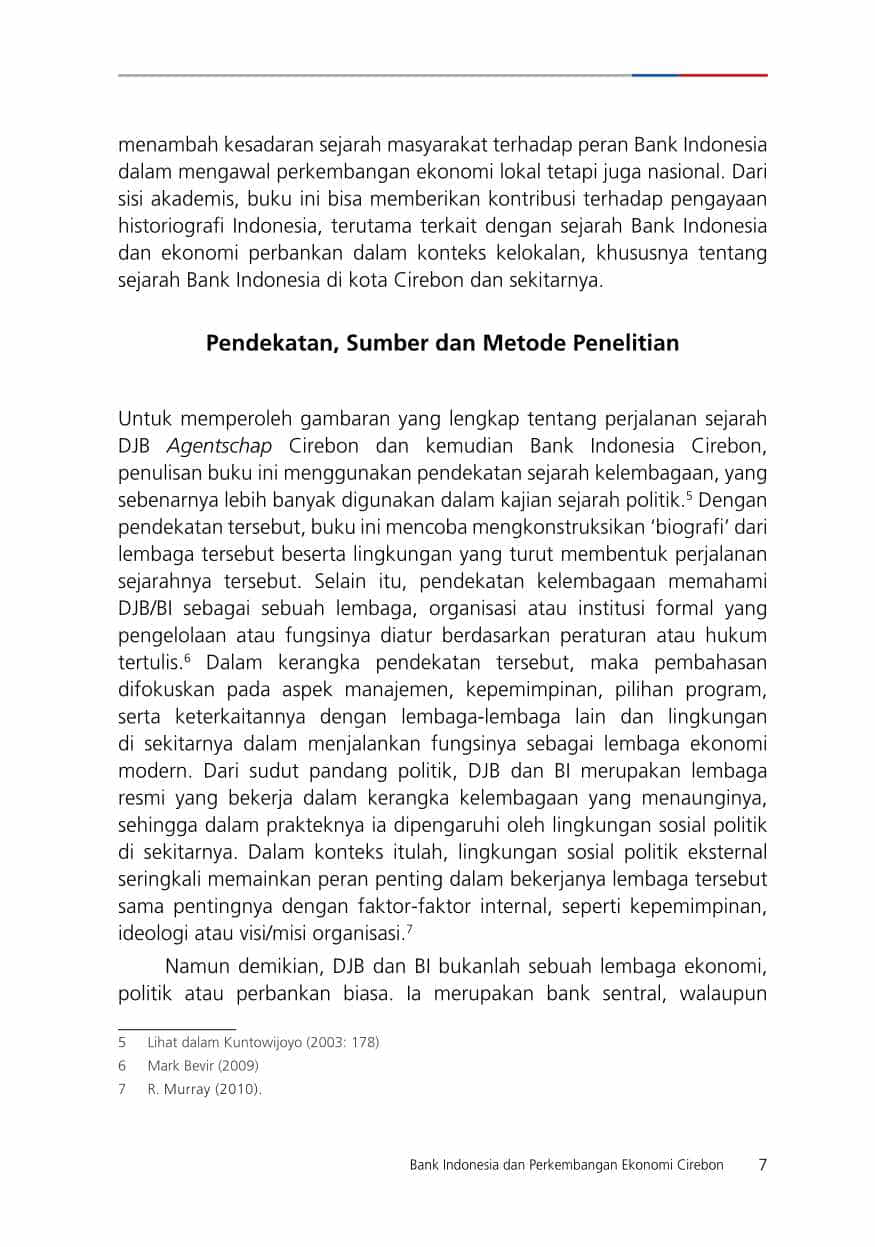 menambah kesadaran sejarah masyarakat terhadap peran Bank Indonesia
dalam mengawal perkembangan ekonomi lokal tetapi juga nasional. Dari
sisi akademis, buku ini bisa memberikan kontribusi terhadap pengayaan
historiografi Indonesia, terutama terkait dengan sejarah Bank Indonesia
dan ekonomi perbankan dalam konteks kelokalan, khususnya tentang
sejarah Bank Indonesia di kota Cirebon dan sekitarnya.
Pendekatan, Sumber dan Metode Penelitian
Untuk memperoleh gambaran yang lengkap tentang perjalanan sejarah
DJB Agentschap Cirebon dan kemudian Bank Indonesia Cirebon,
penulisan buku ini menggunakan pendekatan sejarah kelembagaan, yang
sebenarnya lebih banyak digunakan dalam kajian sejarah politik.⁵ Dengan
pendekatan tersebut, buku ini mencoba mengkonstruksikan ‘biografi’ dari
lembaga tersebut beserta lingkungan yang turut membentuk perjalanan
sejarahnya tersebut. Selain itu, pendekatan kelembagaan memahami
DJB/BI sebagai sebuah lembaga, organisasi atau institusi formal yang
pengelolaan atau fungsinya diatur berdasarkan peraturan atau hukum
tertulis.⁶ Dalam kerangka pendekatan tersebut, maka pembahasan
difokuskan pada aspek manajemen, kepemimpinan, pilihan program,
serta keterkaitannya dengan lembaga-lembaga lain dan lingkungan
di sekitarnya dalam menjalankan fungsinya sebagai lembaga ekonomi
modern. Dari sudut pandang politik, DJB dan BI merupakan lembaga
resmi yang bekerja dalam kerangka kelembagaan yang menaunginya,
sehingga dalam prakteknya ia dipengaruhi oleh lingkungan sosial politik
di sekitarnya. Dalam konteks itulah, lingkungan sosial politik eksternal
seringkali memainkan peran penting dalam bekerjanya lembaga tersebut
sama pentingnya dengan faktor-faktor internal, seperti kepemimpinan,
ideologi atau visi/misi organisasi.⁷
Namun demikian, DJB dan BI bukanlah sebuah lembaga ekonomi,
politik atau perbankan biasa. Ia merupakan bank sentral, walaupun
5 Lihat dalam Kuntowijoyo (2003: 178)
6 Mark Bevir (2009)
7 R. Murray (2010).
Bank Indonesia dan Perkembangan Ekonomi Cirebon 7